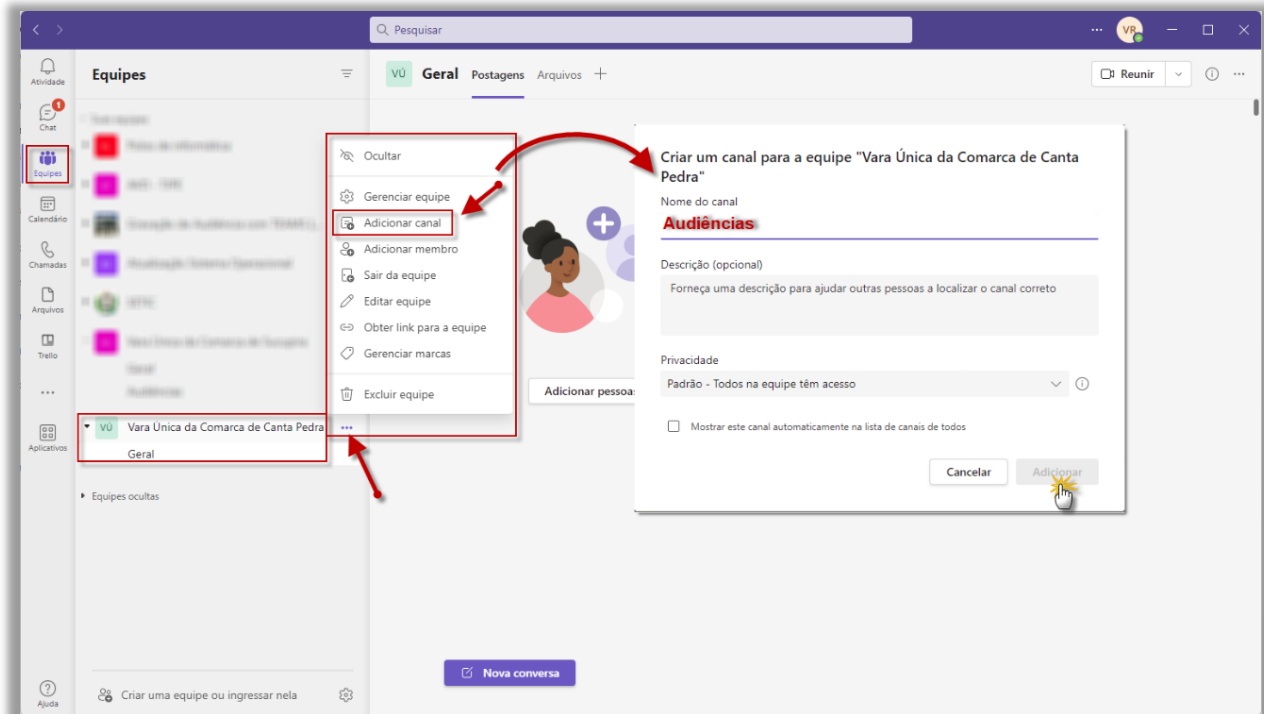 Pesquisar
VR
Atividade
Chat
1
Equipes
Calendário
Chamadas
Arquivos
Trello
Aplicativos
Ajuda
Equipes
Geral
VÚ Vara Única da Comarca de Canta Pedra
Geral
Equipes ocultas
Criar uma equipe ou ingressar nela
Ocultar
Gerenciar equipe
Adicionar canal
Adicionar membro
Sair da equipe
Editar equipe
Obter link para a equipe
Gerenciar marcas
Excluir equipe
VÚ Geral Postagens Arquivos
Reunir
Adicionar pessoa
Nova conversa
Criar um canal para a equipe "Vara Única da Comarca de Canta
Pedra"
Nome do canal
Audiências
Descrição (opcional)
Forneça uma descrição para ajudar outras pessoas a localizar o canal correto
Privacidade
Padrão - Todos na equipe têm acesso
Mostrar este canal automaticamente na lista de canais de todos
Cancelar Adicionar